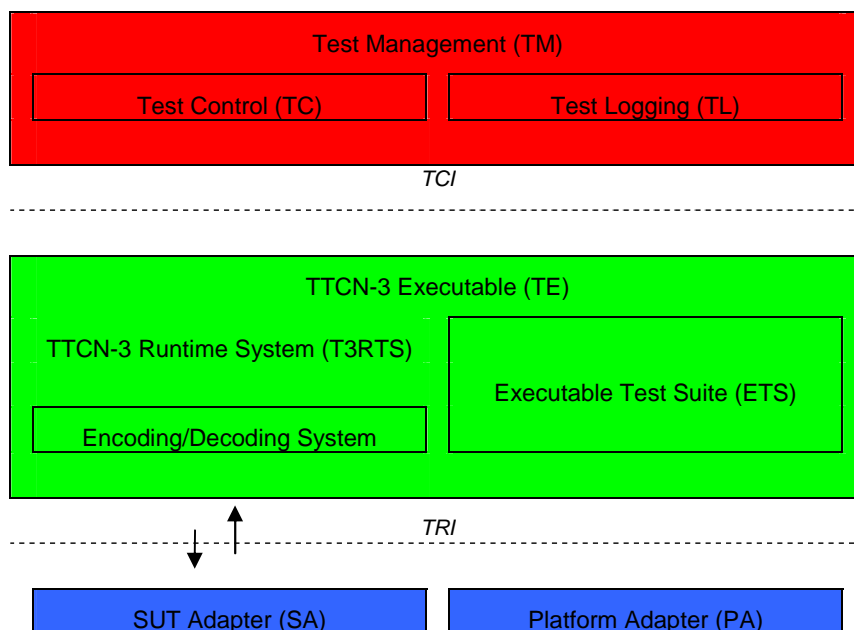 Test Management (TM)
Test Control (TC)
Test Logging (TL)
TCI
TTCN-3 Executable (TE)
TTCN-3 Runtime System (T3RTS)
Executable Test Suite (ETS)
Encoding/Decoding System
TRI
SUT Adapter (SA)
Platform Adapter (PA)